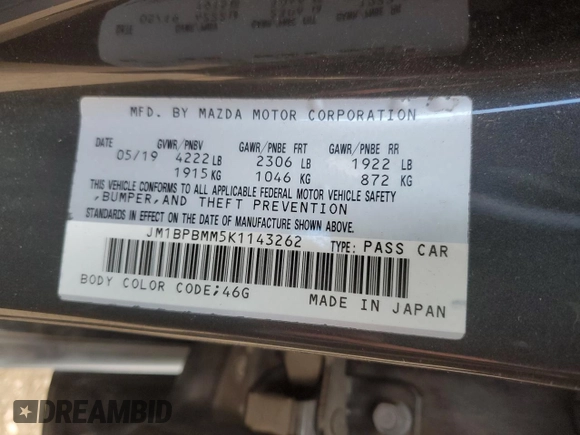 MFD. BY MAZDA MOTOR CORPORATION
DATE GVWR/PNBV GAWR/PNBE FRT GAWR/PNBE RR
05/19 4222 LB 2306 LB 1922 LB
1915 KG 1046 KG 872 KG
THIS VEHICLE CONFORMS TO ALL APPLICABLE FEDERAL MOTOR VEHICLE SAFETY
,BUMPER,AND THEFT PREVENTION
STANDARDS IN EFFECT ON THE DATE OF MANUFACTURE SHOWN ABOVE.
JM1BPBMM5K1143262 TYPE: PASS CAR
BODY COLOR CODE;46G MADE IN JAPAN
DREAMBID